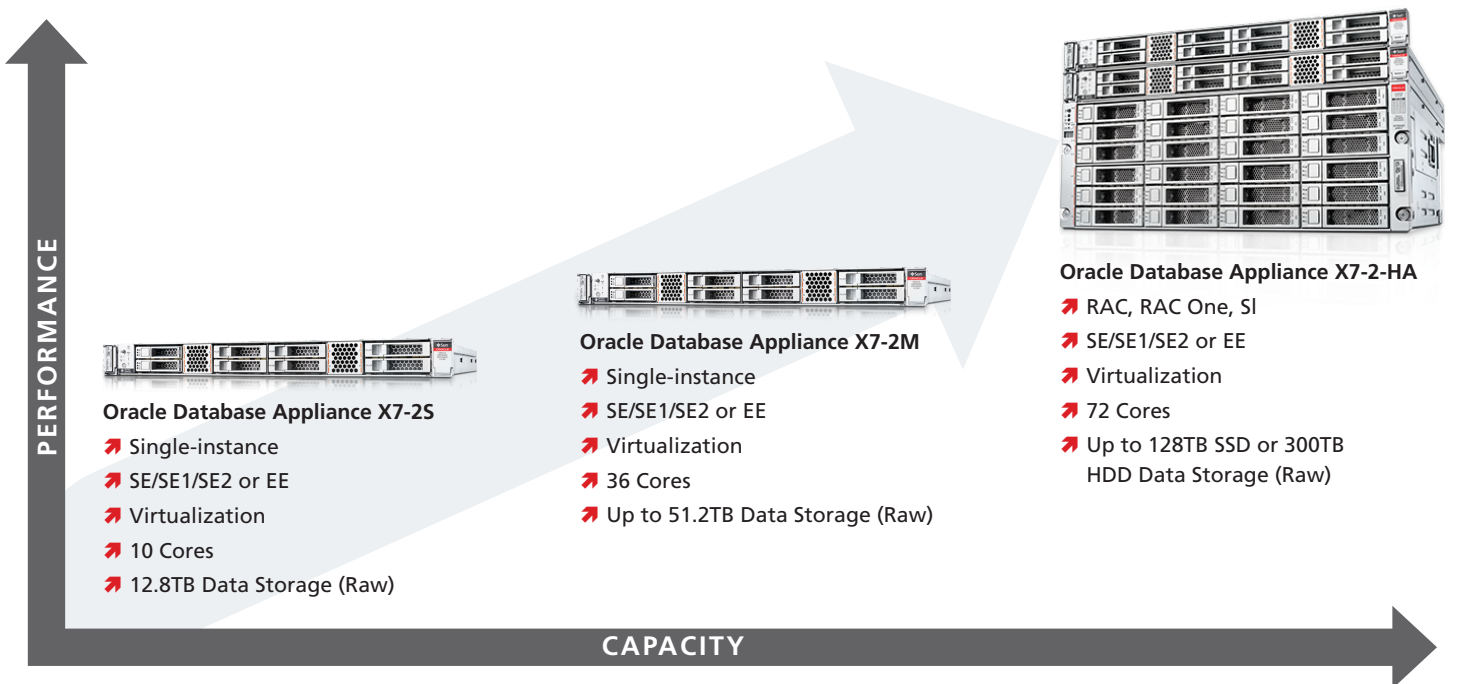 PERFORMANCE
Oracle Database Appliance X7-2S
Single-instance
SE/SE1/SE2 or EE
Virtualization
10 Cores
12.8TB Data Storage (Raw)
Sun
Oracle Database Appliance X7-2M
Single-instance
SE/SE1/SE2 or EE
Virtualization
36 Cores
Up to 51.2TB Data Storage (Raw)
Sun
Oracle Database Appliance X7-2-HA
RAC, RAC One, Sl
SE/SE1/SE2 or EE
Virtualization
72 Cores
Up to 128TB SSD or 300TB
HDD Data Storage (Raw)
CAPACITY